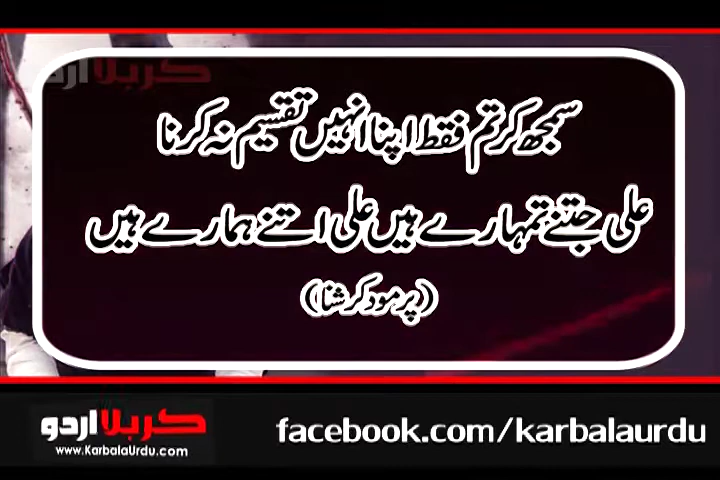 کربلا اردو
سمجھ کر تم فقط اپنا انہیں تقسیم نہ کرنا
علی جتنے تمہارے ہیں علی اتنے ہمارے ہیں
(پرمود کرشنا)
کربلا اردو
www.KarbalaUrdu.com
facebook.com/karbalaurdu